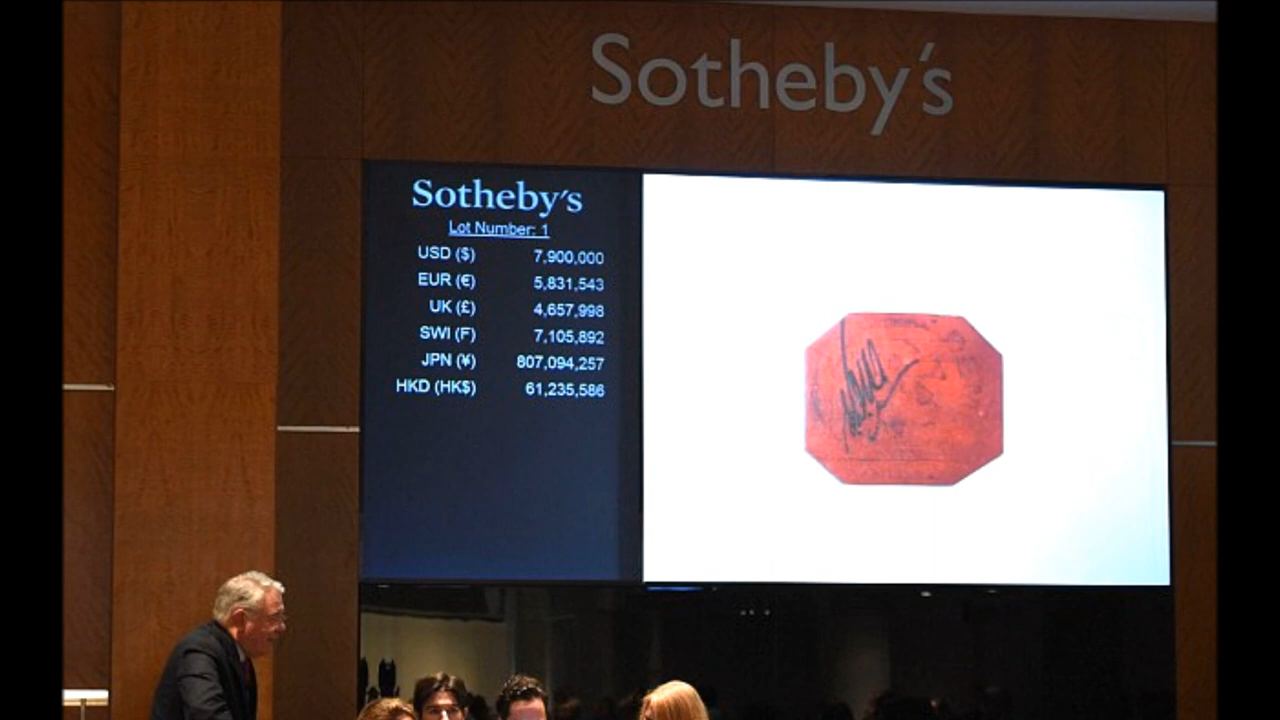 Sotheby's
Sotheby's
Lot Number: 1
USD ($) 7,900,000
EUR (€) 5,831,543
UK (£) 4,657,998
SWI (F) 7,105,892
JPN (¥) 807,094,257
HKD (HK$) 61,235,586